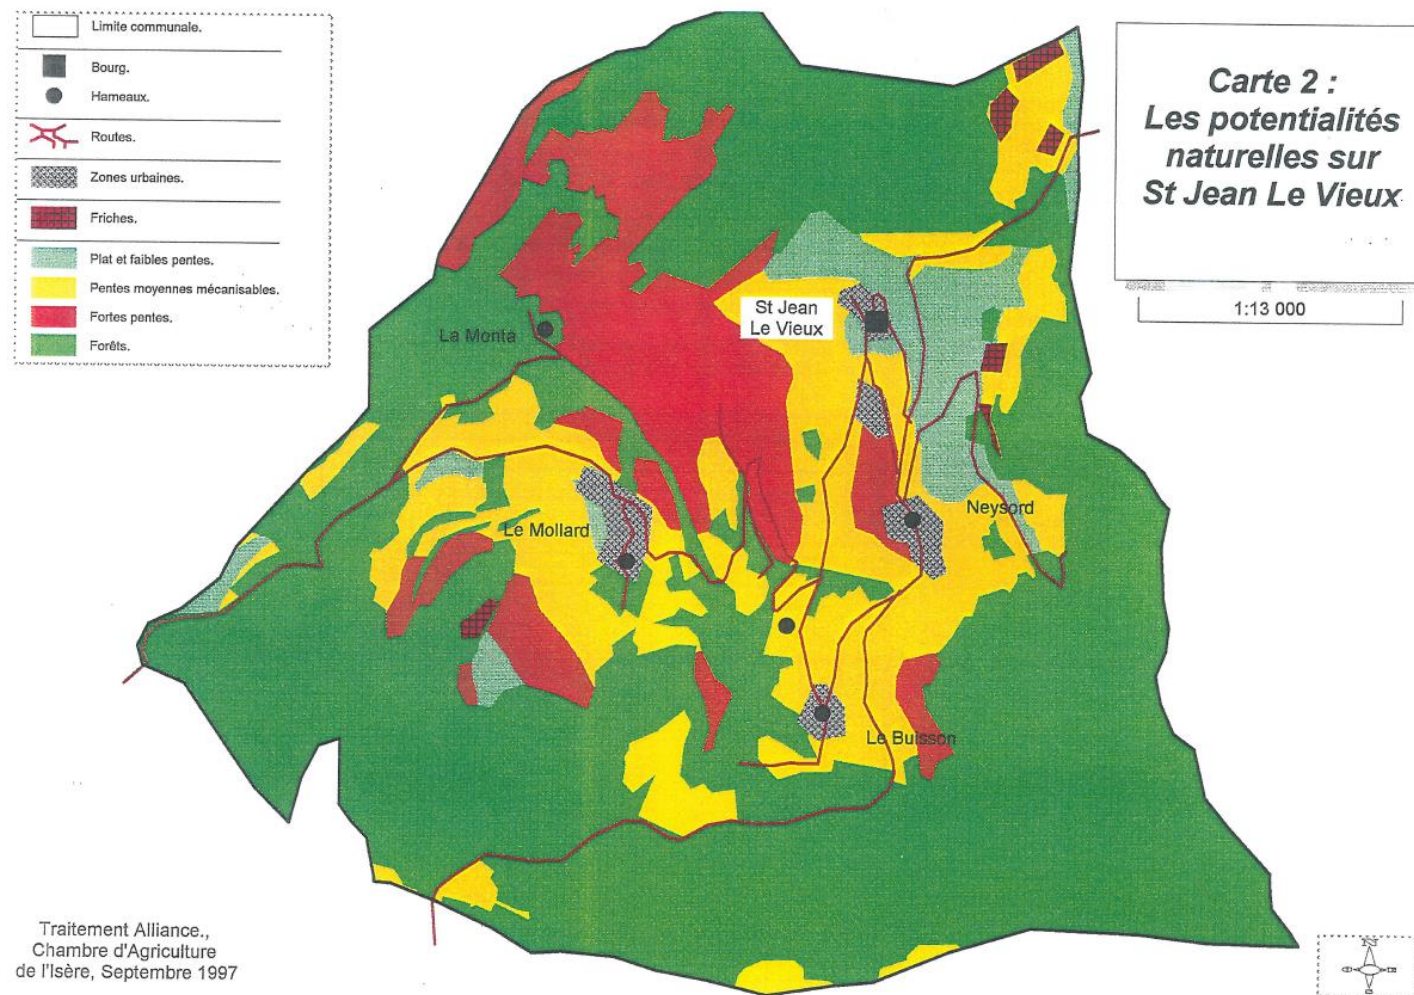 Limite communale.
Bourg.
Hameaux.
Routes.
Zones urbaines.
Friches.
Plat et faibles pentes.
Pentes moyennes mécanisables.
Fortes pentes.
Forêts.
Carte 2 :
Les potentialités
naturelles sur
St Jean Le Vieux
1:13 000
St Jean
Le Vieux
La Monta
Le Mollard
Neysord
Le Buisson
Traitement Alliance.,
Chambre d'Agriculture
de l'Isère, Septembre 1997
N